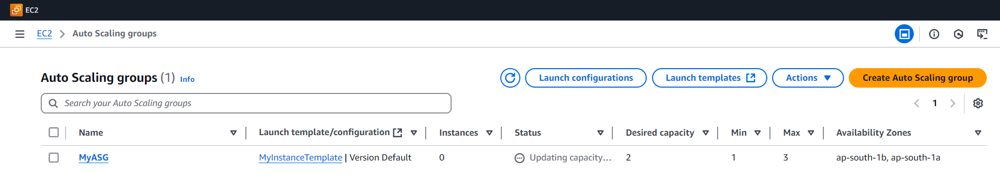 EC2
EC2 > Auto Scaling groups
Auto Scaling groups (1) Info
Launch configurations
Launch templates
Actions
Create Auto Scaling group
Search your Auto Scaling groups
1
Name Launch template/configuration Instances Status Desired capacity Min Max Availability Zones
MyASG MyInstanceTemplate | Version Default 0 Updating capacity... 2 1 3 ap-south-1b, ap-south-1a